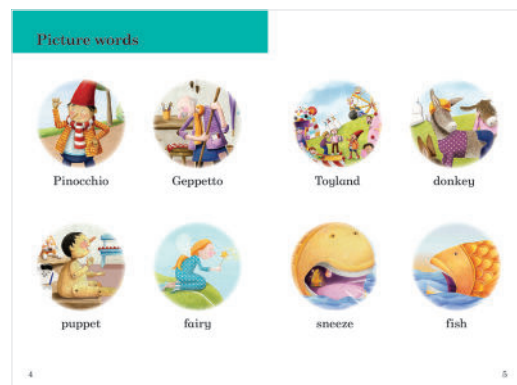 Picture words
Pinocchio
Geppetto
Toyland
donkey
puppet
fairy
sneeze
fish
4
5